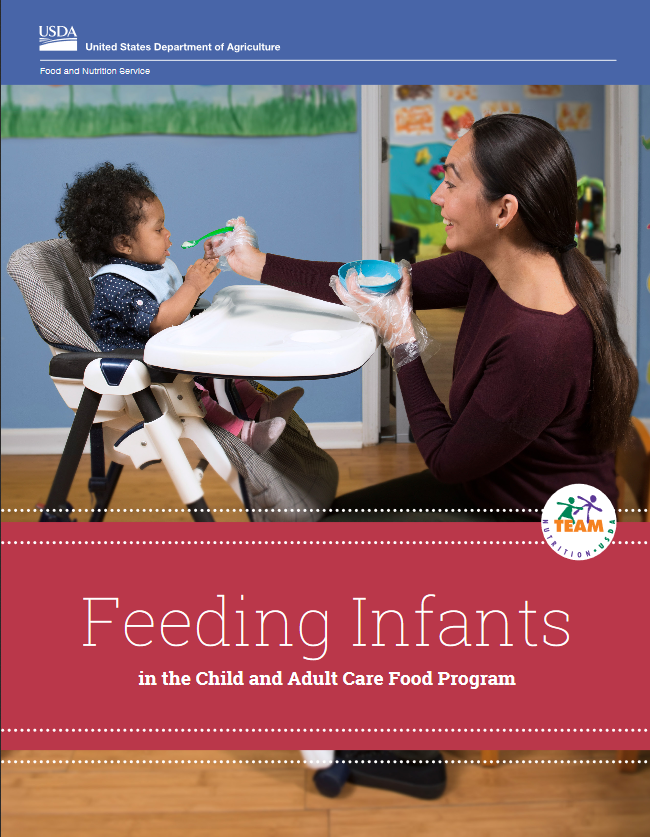 USDA
United States Department of Agriculture
Food and Nutrition Service
TEAM
NUTRITION • USDA
Feeding Infants
in the Child and Adult Care Food Program